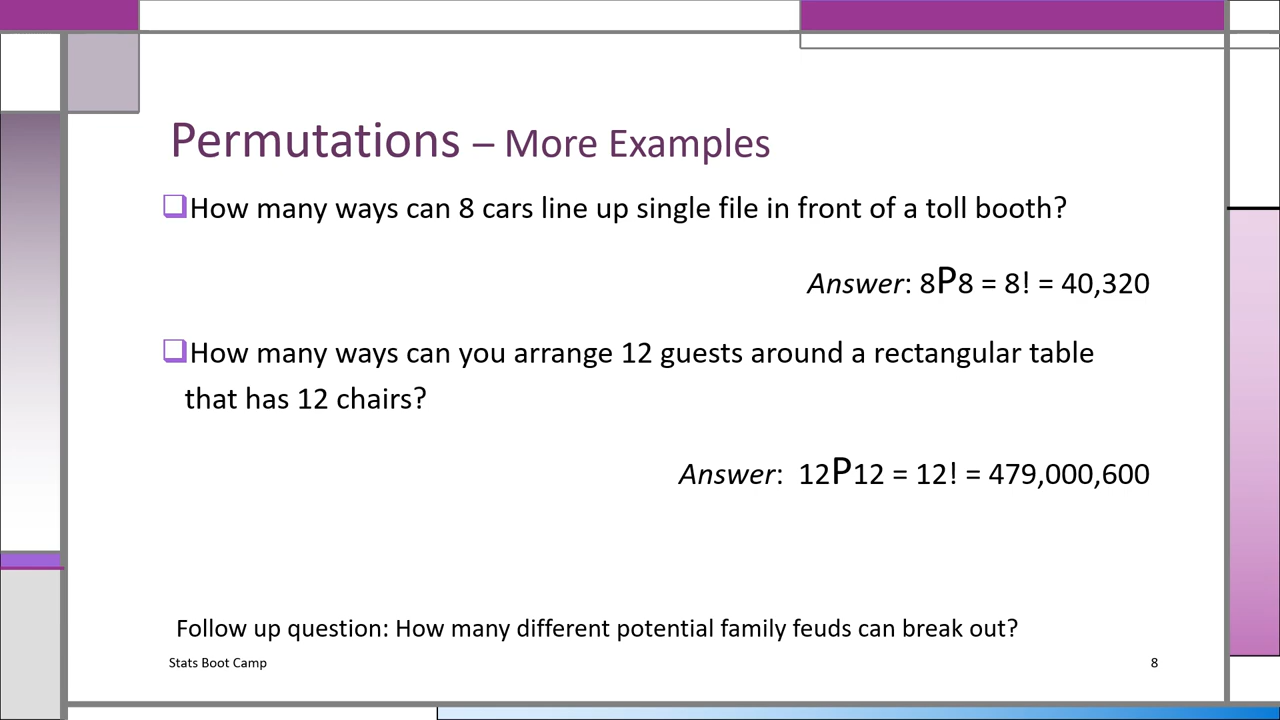 Permutations – More Examples
How many ways can 8 cars line up single file in front of a toll booth?
Answer: 8P8 = 8! = 40,320
How many ways can you arrange 12 guests around a rectangular table
that has 12 chairs?
Answer: 12P12 = 12! = 479,000,600
Follow up question: How many different potential family feuds can break out?
Stats Boot Camp
8